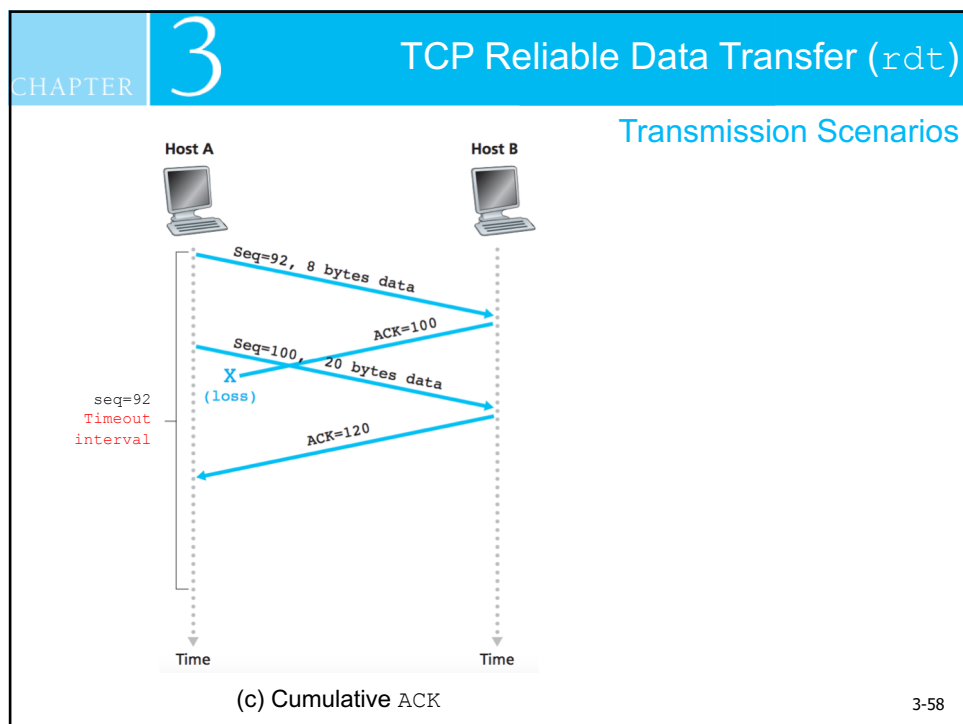 CHAPTER 3
TCP Reliable Data Transfer (rdt)
Transmission Scenarios
Host A
Host B
Seq=92, 8 bytes data
ACK=100
Seq=100, 20 bytes data
X
(loss)
seq=92
Timeout
interval
ACK=120
Time
Time
(c) Cumulative ACK
3-58